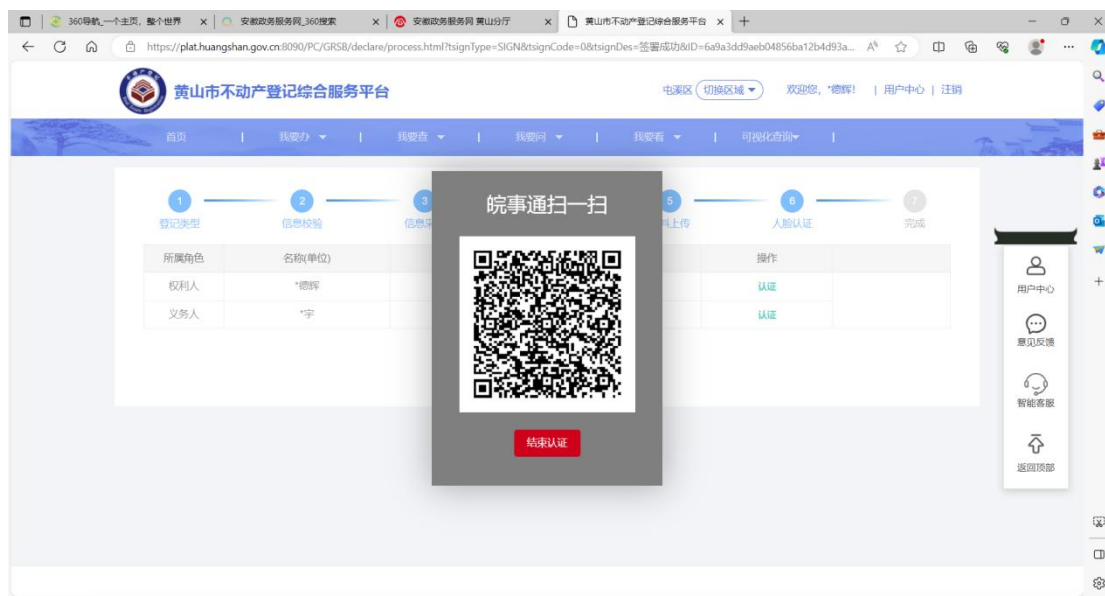 360导航_一个主页，整个世界
安徽政务服务网_360搜索
安徽政务服务网 黄山分厅
黄山市不动产登记综合服务平台
https://plat.huangshan.gov.cn:8090/PC/GRSB/declare/process.html?tsignType=SIGN&tsignCode=0&tsignDes=签署成功&ID=6a9a3dd9aeb04856ba12b4d93a...
黄山市不动产登记综合服务平台
屯溪区 切换区域 欢迎您，*德辉! | 用户中心 | 注销
首页 | 我要办 | 我要查 | 我要问 | 我要看 | 可视化查询 |
皖事通扫一扫
1 2 3 5 6 7
登记类型 信息校验 信息采 料上传 人脸认证 完成
所属角色 名称(单位) 操作
权利人 *德辉 认证
义务人 *宇 认证
结束认证
用户中心
意见反馈
智能客服
返回顶部